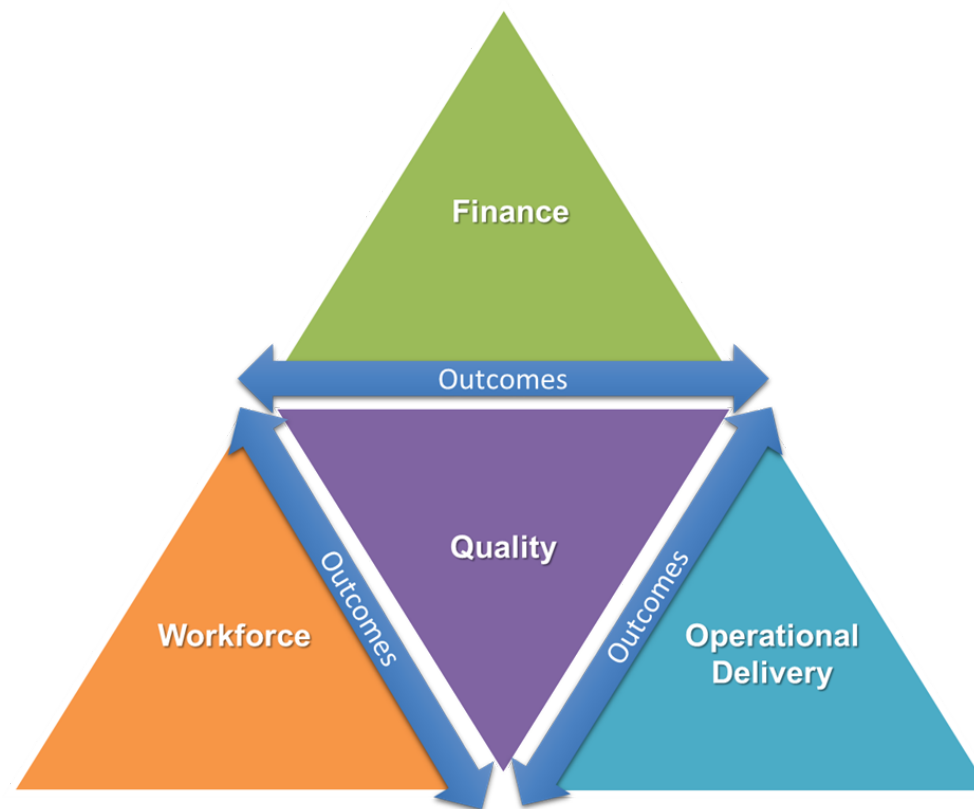 Finance
Outcomes
Quality
Outcomes
Outcomes
Workforce
Operational
Delivery